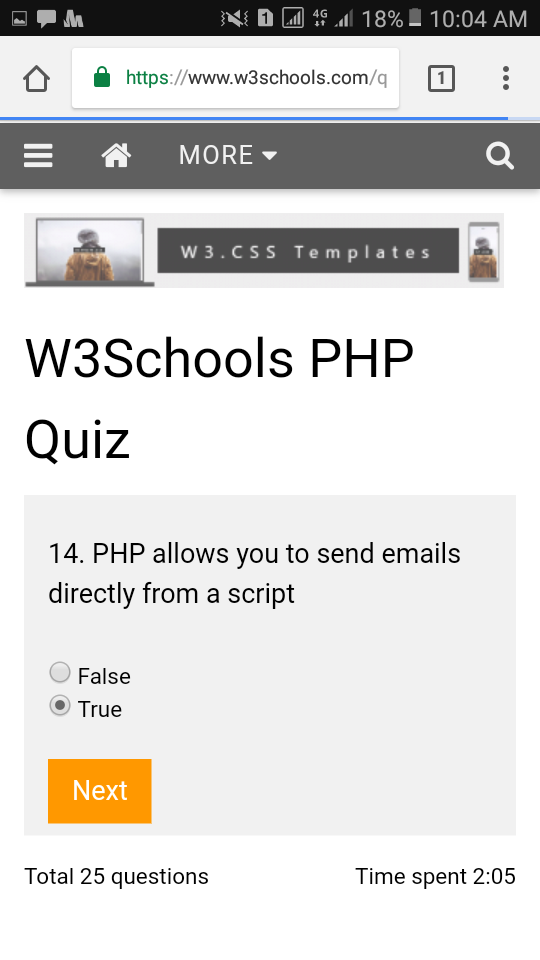 1 4G 18% 10:04 AM
https://www.w3schools.com/q 1
MORE
W3.CSS Templates
W3Schools PHP
Quiz
14. PHP allows you to send emails
directly from a script
False
True
Next
Total 25 questions Time spent 2:05